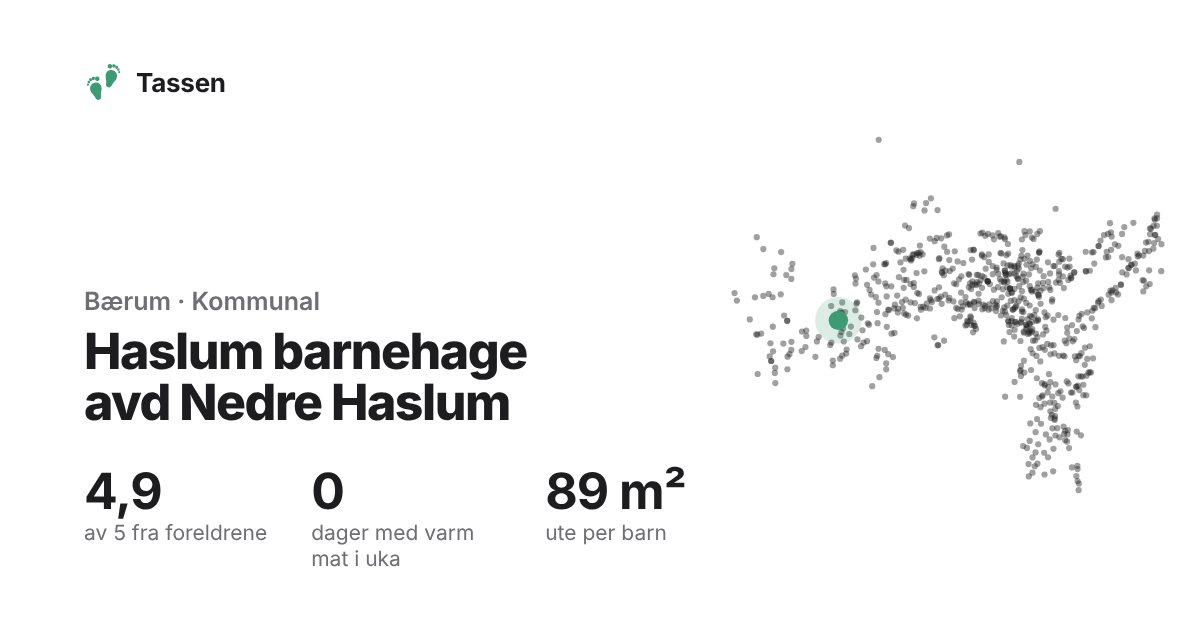 Tassen
Bærum · Kommunal
Haslum barnehage
avd Nedre Haslum
4,9
av 5 fra foreldrene
0
dager med varm
mat i uka
89 m²
ute per barn